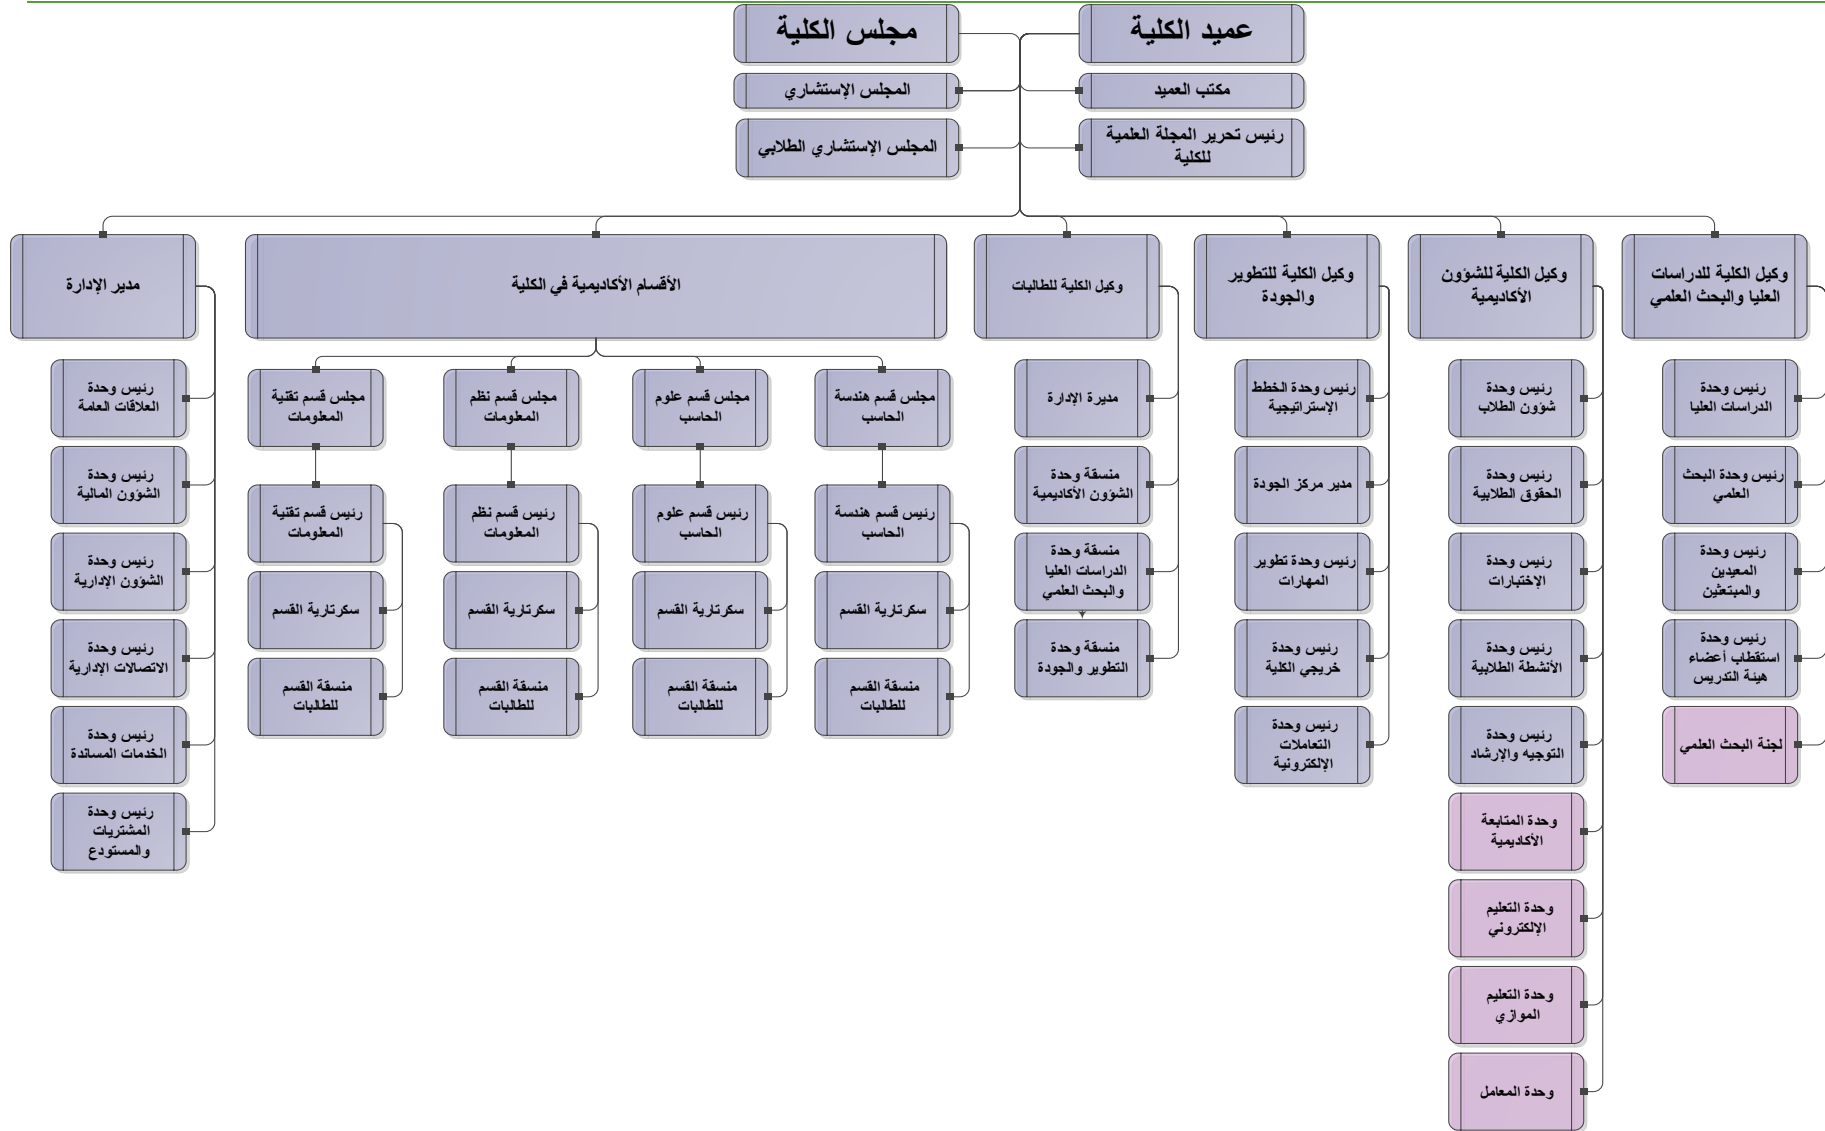 عميد الكلية
مجلس الكلية
مكتب العميد
المجلس الإستشاري
رئيس تحرير المجلة العلمية
للكلية
المجلس الإستشاري الطلابي
وكيل الكلية للدراسات
العليا والبحث العلمي
وكيل الكلية للشؤون
الأكاديمية
وكيل الكلية للتطوير
والجودة
وكيل الكلية للطالبات
الأقسام الأكاديمية في الكلية
مدير الإدارة
رئيس وحدة
الدراسات العليا
رئيس وحدة البحث
العلمي
رئيس وحدة
المعيدين
والمبتعثين
رئيس وحدة
استقطاب أعضاء
هيئة التدريس
لجنة البحث العلمي
رئيس وحدة
شؤون الطلاب
رئيس وحدة
الحقوق الطلابية
رئيس وحدة
الإختبارات
رئيس وحدة
الأنشطة الطلابية
رئيس وحدة
التوجيه والإرشاد
وحدة المتابعة
الأكاديمية
وحدة التعليم
الإلكتروني
وحدة التعليم
الموازي
وحدة المعامل
رئيس وحدة الخطط
الإستراتيجية
مدير مركز الجودة
رئيس وحدة تطوير
المهارات
رئيس وحدة
خريجي الكلية
رئيس وحدة
التعاملات
الإلكترونية
مديرة الإدارة
منسقة وحدة
الشؤون الأكاديمية
منسقة وحدة
الدراسات العليا
والبحث العلمي
منسقة وحدة
التطوير والجودة
مجلس قسم هندسة
الحاسب
رئيس قسم هندسة
الحاسب
سكرتارية القسم
منسقة القسم
للطالبات
مجلس قسم علوم
الحاسب
رئيس قسم علوم
الحاسب
سكرتارية القسم
منسقة القسم
للطالبات
مجلس قسم نظم
المعلومات
رئيس قسم نظم
المعلومات
سكرتارية القسم
منسقة القسم
للطالبات
مجلس قسم تقنية
المعلومات
رئيس قسم تقنية
المعلومات
سكرتارية القسم
منسقة القسم
للطالبات
رئيس وحدة
العلاقات العامة
رئيس وحدة
الشؤون المالية
رئيس وحدة
الشؤون الإدارية
رئيس وحدة
الاتصالات الإدارية
رئيس وحدة
الخدمات المساندة
رئيس وحدة
المشتريات
والمستودع